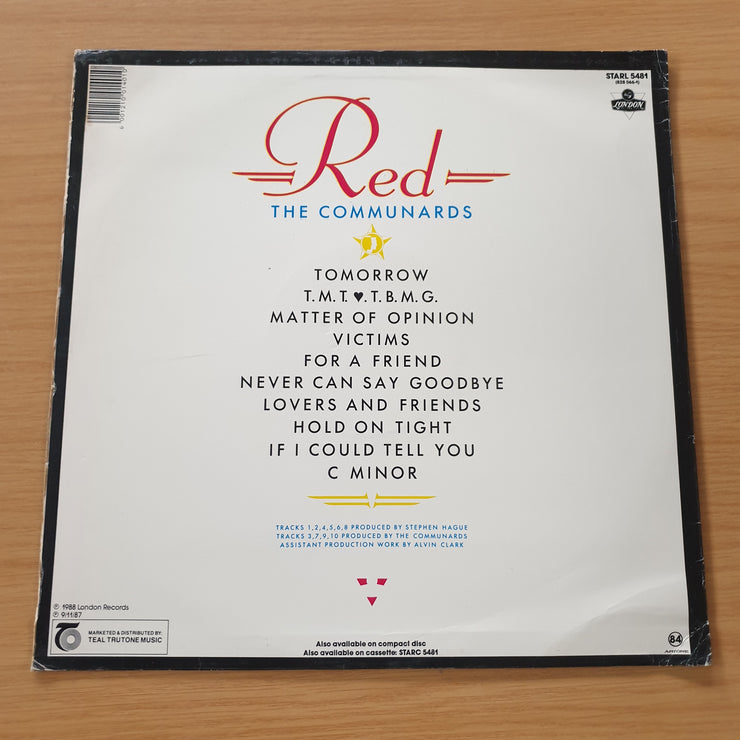 STARL 5481
(828 066-1)
LONDON
Red
THE COMMUNARDS
TOMORROW
T.M.T.♥.T.B.M.G.
MATTER OF OPINION
VICTIMS
FOR A FRIEND
NEVER CAN SAY GOODBYE
LOVERS AND FRIENDS
HOLD ON TIGHT
IF I COULD TELL YOU
C MINOR
TRACKS 1,2,4,5,6,8 PRODUCED BY STEPHEN HAGUE
TRACKS 3,7,9,10 PRODUCED BY THE COMMUNARDS
ASSISTANT PRODUCTION WORK BY ALVIN CLARK
℗ 1988 London Records
℗ 9/11/87
MARKETED & DISTRIBUTED BY:
TEAL TRUTONE MUSIC
Also available on compact disc
Also available on cassette: STARC 5481
84
ARTONE